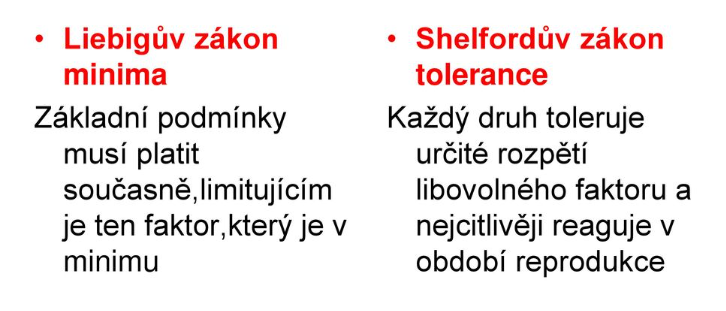 • Liebigův zákon
minima
Základní podmínky
musí platit
současně,limitujícím
je ten faktor,který je v
minimu
• Shelfordův zákon
tolerance
Každý druh toleruje
určité rozpětí
libovolného faktoru a
nejcitlivěji reaguje v
období reprodukce